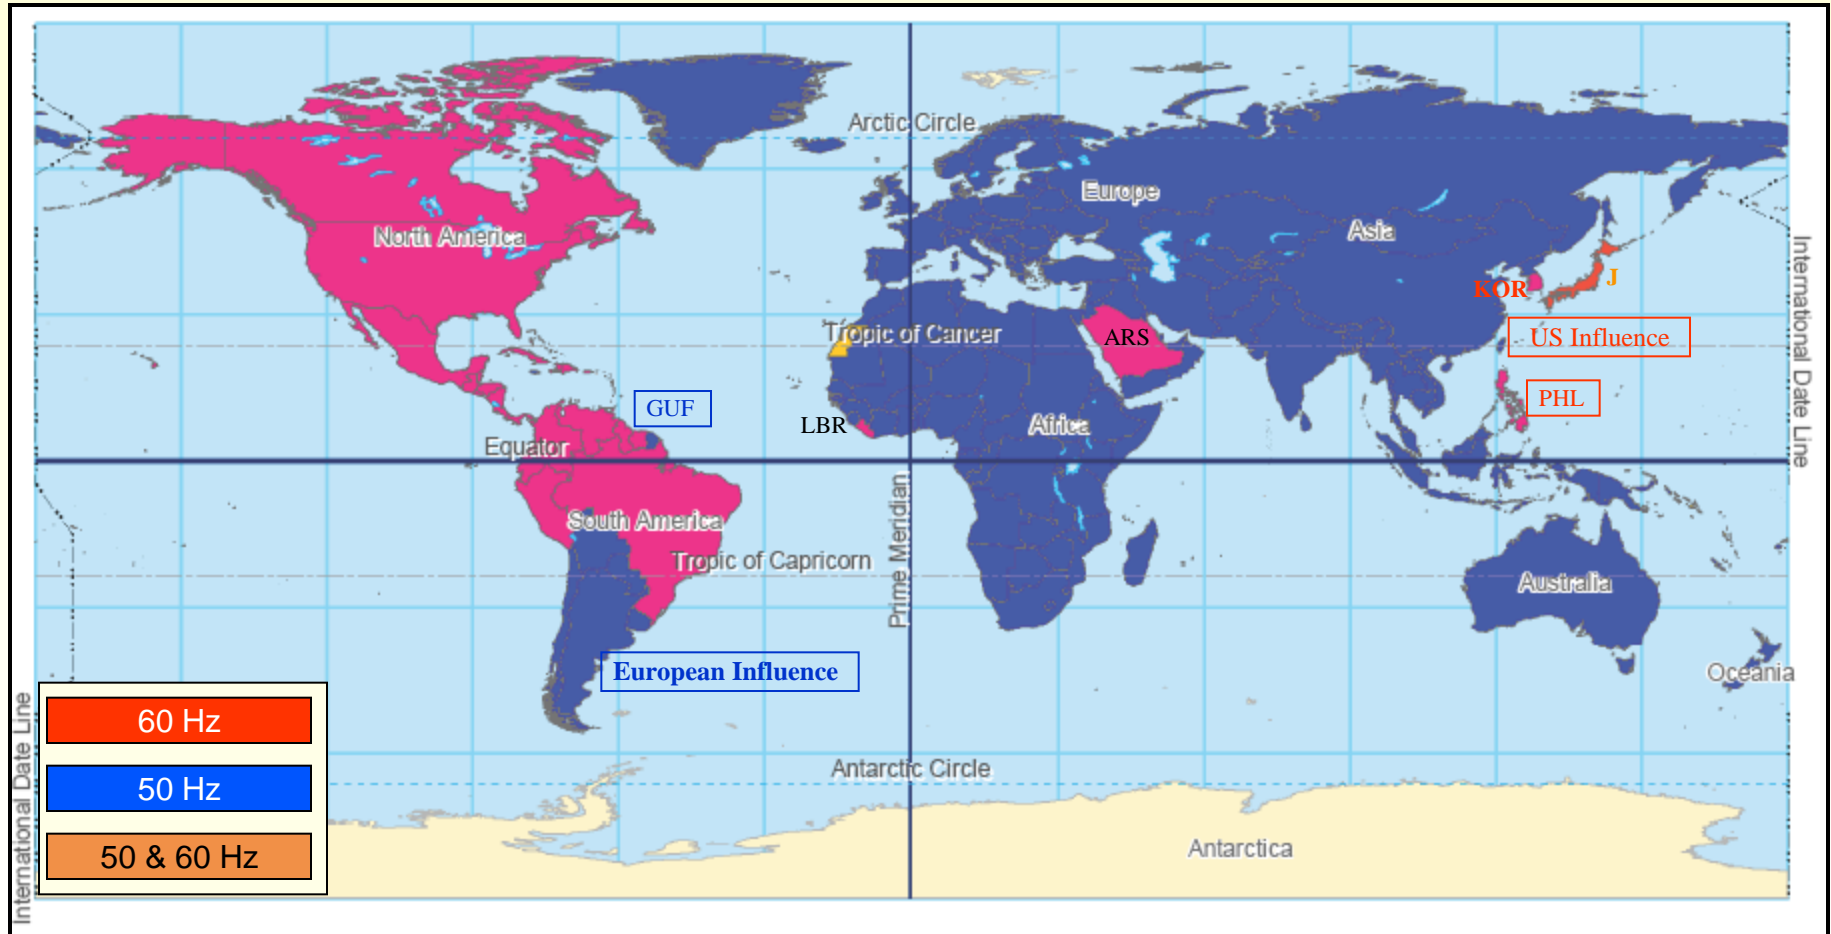 Arctic Circle
Europe
North America
Asia
International Date Line
KOR
J
Tropic of Cancer
ARS
US Influence
GUF
PHL
LBR
Africa
Equator
Prime Meridian
South America
Tropic of Capricorn
Australia
European Influence
Oceania
International Date Line
60 Hz
50 Hz
50 & 60 Hz
Antarctic Circle
Antarctica